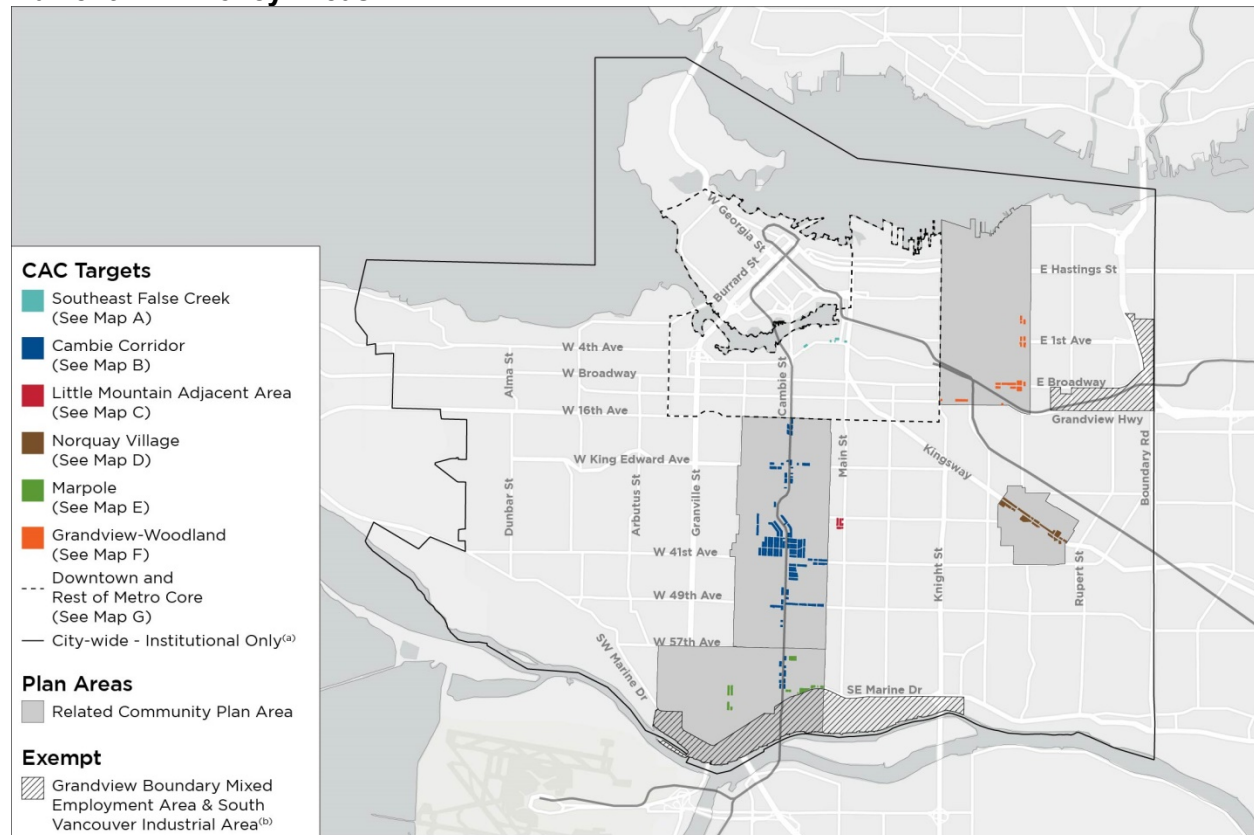 CAC Targets
Southeast False Creek
(See Map A)
Cambie Corridor
(See Map B)
Little Mountain Adjacent Area
(See Map C)
Norquay Village
(See Map D)
Marpole
(See Map E)
Grandview-Woodland
(See Map F)
Downtown and
Rest of Metro Core
(See Map G)
City-wide - Institutional Only(a)
Plan Areas
Related Community Plan Area
Exempt
Grandview Boundary Mixed
Employment Area & South
Vancouver Industrial Area(b)
W Georgia St
Burrard St
E Hastings St
W 4th Ave
E 1st Ave
W Broadway
E Broadway
Alma St
Cambie St
W 16th Ave
Grandview Hwy
Main St
Kingsway
Boundary Rd
W King Edward Ave
Dunbar St
Arbutus St
Granville St
W 41st Ave
Knight St
Rupert St
W 49th Ave
W 57th Ave
SW Marine Dr
SE Marine Dr